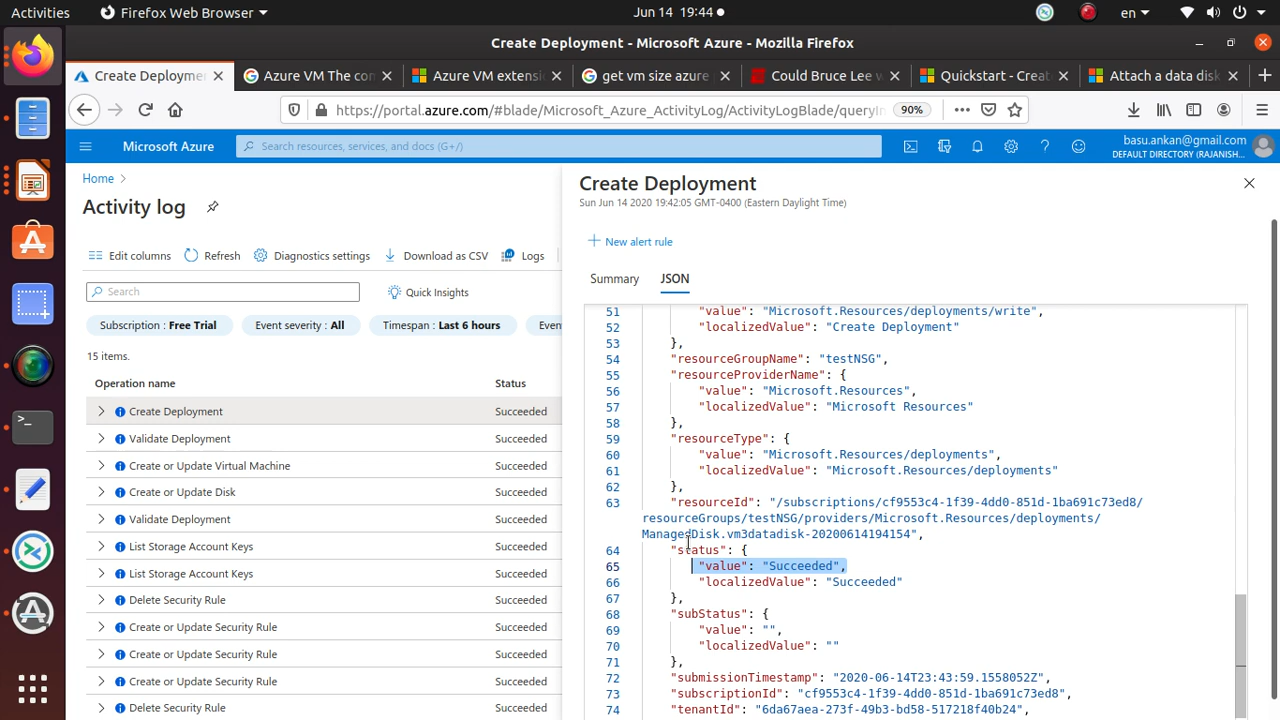 Activities
Firefox Web Browser
Jun 14 19:44
en
Create Deployment - Microsoft Azure - Mozilla Firefox
Create Deployme
Azure VM The con
Azure VM extensi
get vm size azure
Could Bruce Lee w
Quickstart - Creat
Attach a data disk
https://portal.azure.com/#blade/Microsoft_Azure_ActivityLog/ActivityLogBlade/queryI
90%
Microsoft Azure
Search resources, services, and docs (G+/)
basu.ankan@gmail.com
DEFAULT DIRECTORY (RAJANISH...
Home
Activity log
Edit columns
Refresh
Diagnostics settings
Download as CSV
Logs
Search
Quick Insights
Subscription : Free Trial
Event severity : All
Timespan : Last 6 hours
Even
15 items.
Operation name
Status
Create Deployment
Succeeded
Validate Deployment
Succeeded
Create or Update Virtual Machine
Succeeded
Create or Update Disk
Succeeded
Validate Deployment
Succeeded
List Storage Account Keys
Succeeded
List Storage Account Keys
Succeeded
Delete Security Rule
Succeeded
Create or Update Security Rule
Succeeded
Create or Update Security Rule
Succeeded
Create or Update Security Rule
Succeeded
Delete Security Rule
Succeeded
Create Deployment
Sun Jun 14 2020 19:42:05 GMT-0400 (Eastern Daylight Time)
New alert rule
Summary
JSON
51 "value": "Microsoft.Resources/deployments/write",
52 "localizedValue": "Create Deployment"
53 },
54 "resourceGroupName": "testNSG",
55 "resourceProviderName": {
56 "value": "Microsoft.Resources",
57 "localizedValue": "Microsoft Resources"
58 },
59 "resourceType": {
60 "value": "Microsoft.Resources/deployments",
61 "localizedValue": "Microsoft.Resources/deployments"
62 },
63 "resourceId": "/subscriptions/cf9553c4-1f39-4dd0-851d-1ba691c73ed8/
resourceGroups/testNSG/providers/Microsoft.Resources/deployments/
ManagedDisk.vm3datadisk-20200614194154",
64 "status": {
65 "value": "Succeeded",
66 "localizedValue": "Succeeded"
67 },
68 "subStatus": {
69 "value": "",
70 "localizedValue": ""
71 },
72 "submissionTimestamp": "2020-06-14T23:43:59.1558052Z",
73 "subscriptionId": "cf9553c4-1f39-4dd0-851d-1ba691c73ed8",
74 "tenantId": "6da67aea-273f-49b3-bd58-517218f40b24",